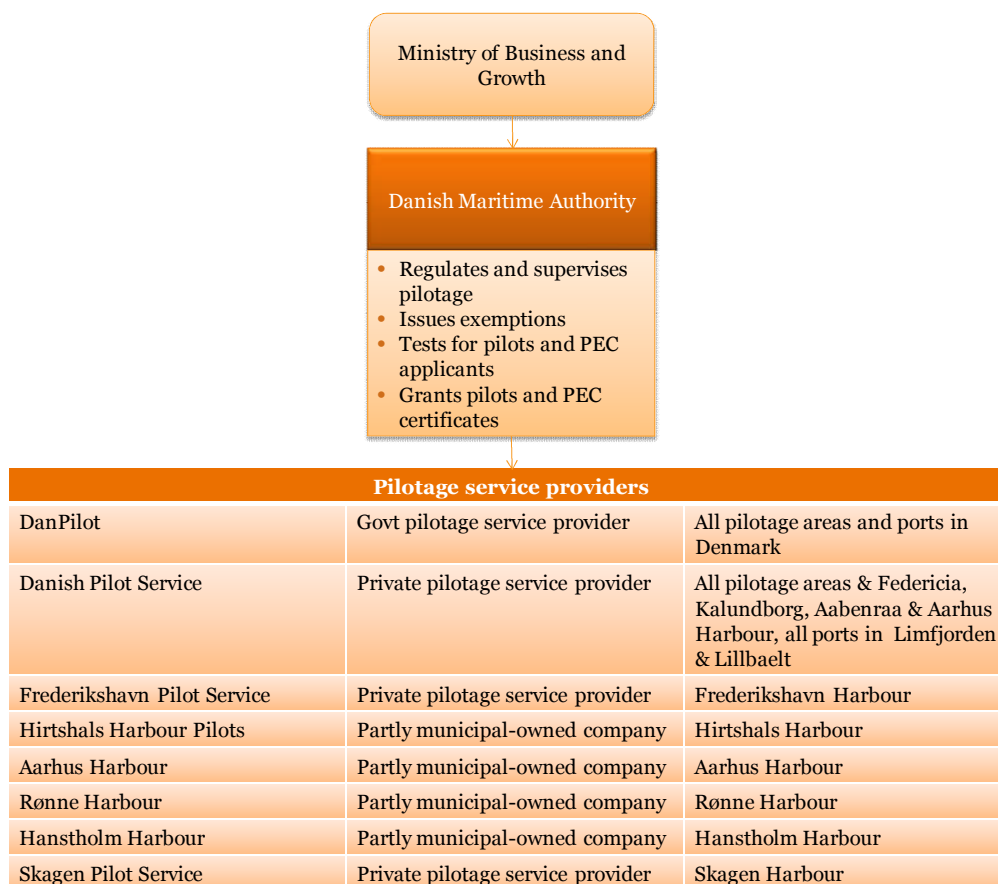 Ministry of Business and
Growth
Danish Maritime Authority
• Regulates and supervises
pilotage
• Issues exemptions
• Tests for pilots and PEC
applicants
• Grants pilots and PEC
certificates
Pilotage service providers
DanPilot
Govt pilotage service provider
All pilotage areas and ports in
Denmark
Danish Pilot Service
Private pilotage service provider
All pilotage areas & Federicia,
Kalundborg, Aabenraa & Aarhus
Harbour, all ports in Limfjorden
& Lillbaelt
Frederikshavn Pilot Service
Private pilotage service provider
Frederikshavn Harbour
Hirtshals Harbour Pilots
Partly municipal-owned company
Hirtshals Harbour
Aarhus Harbour
Partly municipal-owned company
Aarhus Harbour
Rønne Harbour
Partly municipal-owned company
Rønne Harbour
Hanstholm Harbour
Partly municipal-owned company
Hanstholm Harbour
Skagen Pilot Service
Private pilotage service provider
Skagen Harbour